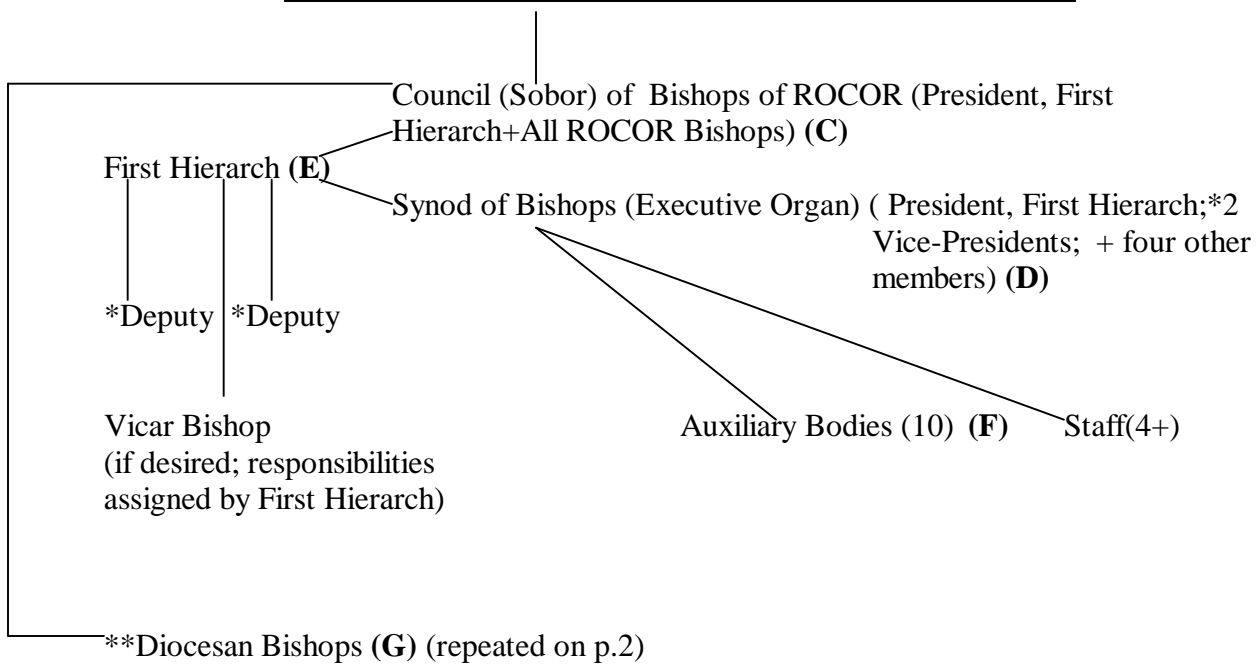 Council (Sobor) of Bishops of ROCOR (President, First
Hierarch+All ROCOR Bishops) (C)
First Hierarch (E)
Synod of Bishops (Executive Organ) ( President, First Hierarch;*2
Vice-Presidents; + four other
members) (D)
*Deputy *Deputy
Vicar Bishop
(if desired; responsibilities
assigned by First Hierarch)
Auxiliary Bodies (10) (F) Staff(4+)
**Diocesan Bishops (G) (repeated on p.2)